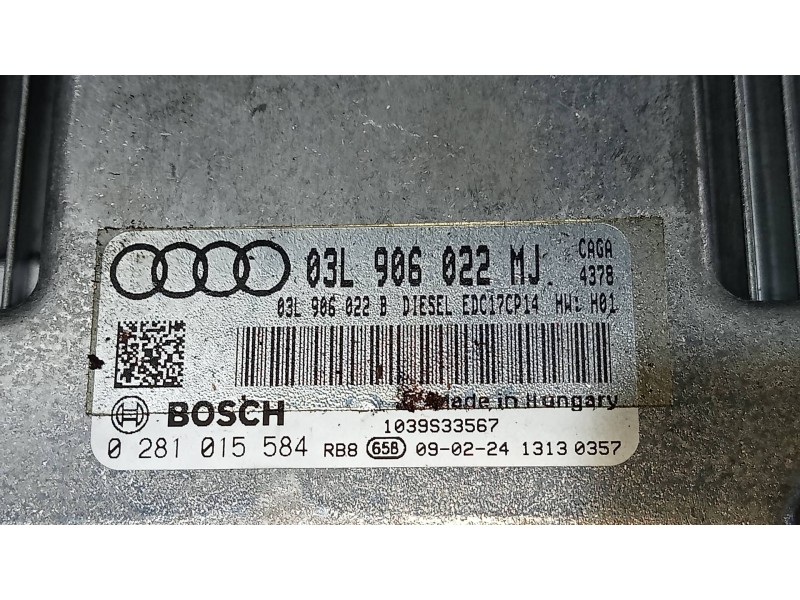 03L 906 022 MJ. CAGA
4378
03L 906 022 B DIESEL EDC17CP14 HW: H01
BOSCH Made in Hungary
1039S33567
0 281 015 584 RB8 65B 09-02-24 1313 0357